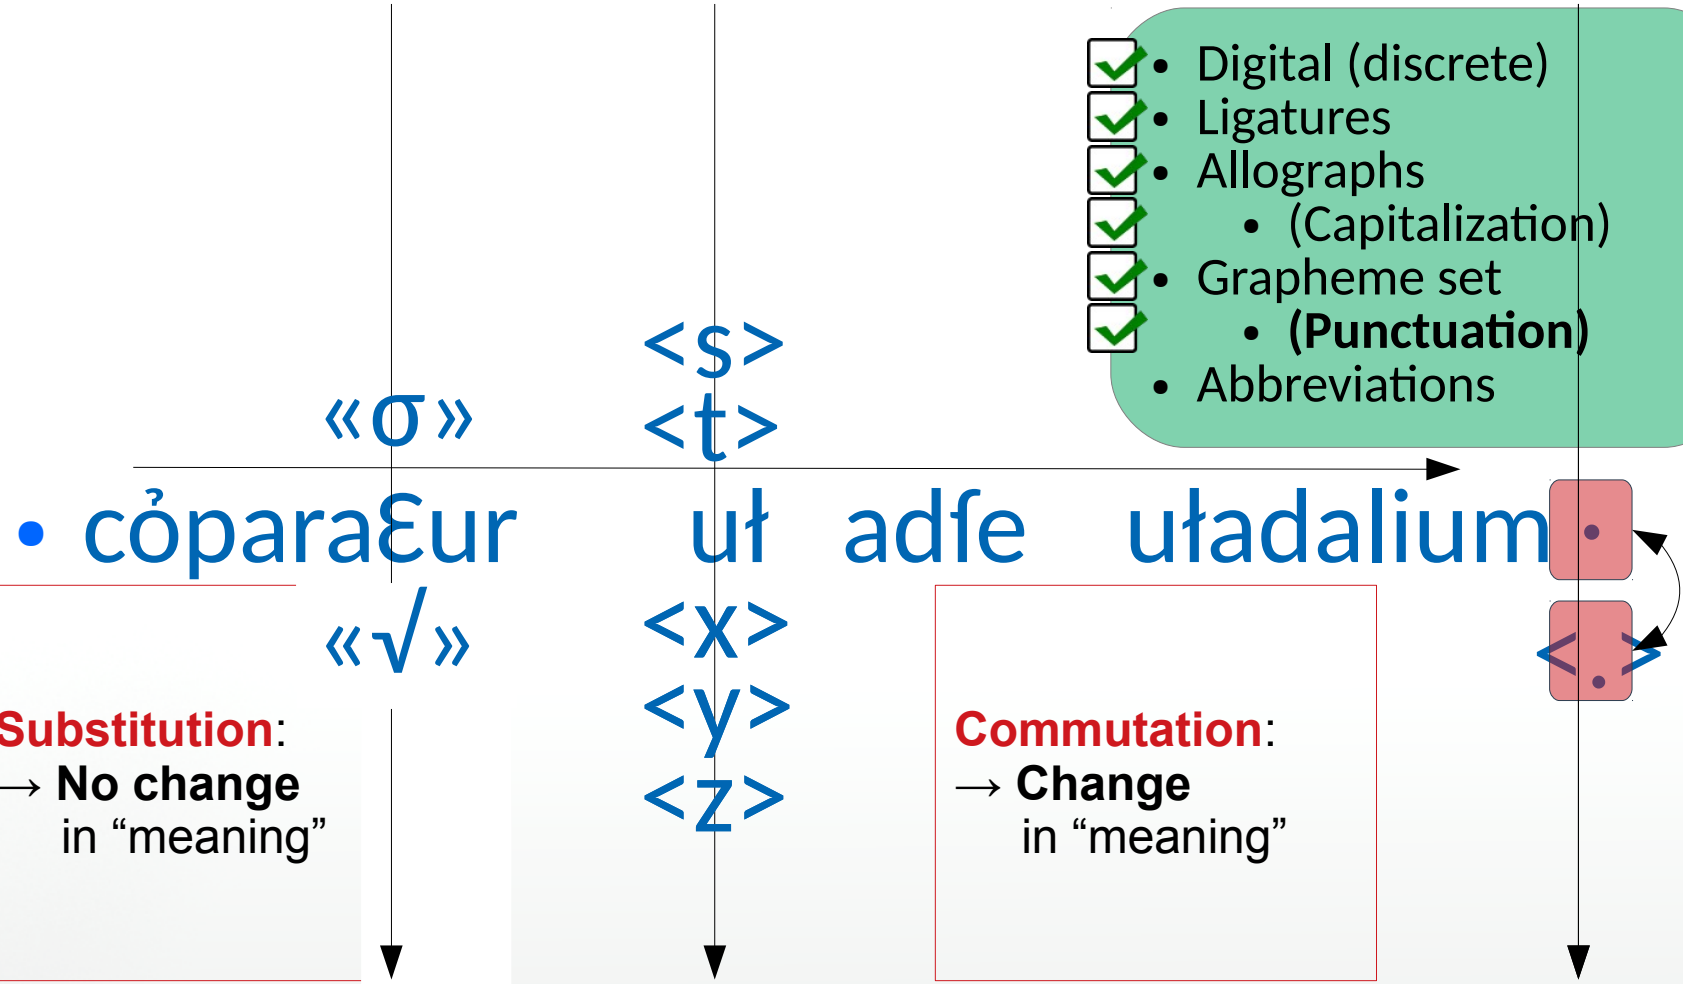 • Digital (discrete)
• Ligatures
• Allographs
• (Capitalization)
• Grapheme set
• (Punctuation)
• Abbreviations
<s>
«σ» <t>
• cỏparaƐur uł adſe uładalium·
«√» <x> <.>
<y>
<z>
Substitution:
→ No change
in “meaning”
Commutation:
→ Change
in “meaning”